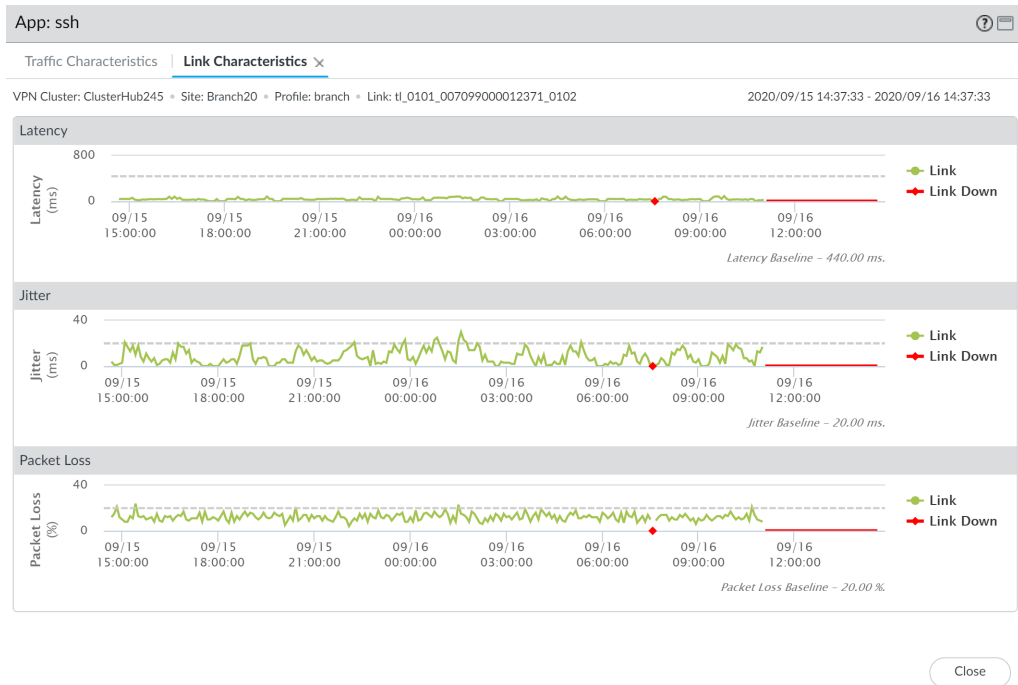 App: ssh
Traffic Characteristics
Link Characteristics
VPN Cluster: ClusterHub245 • Site: Branch20 • Profile: branch • Link: tl_0101_007099000012371_0102
2020/09/15 14:37:33 - 2020/09/16 14:37:33
Latency
Latency
(ms)
800
0
09/15 09/15 09/15 09/16 09/16 09/16 09/16 09/16
15:00:00 18:00:00 21:00:00 00:00:00 03:00:00 06:00:00 09:00:00 12:00:00
Link
Link Down
Latency Baseline – 440.00 ms.
Jitter
Jitter
(ms)
40
0
09/15 09/15 09/15 09/16 09/16 09/16 09/16 09/16
15:00:00 18:00:00 21:00:00 00:00:00 03:00:00 06:00:00 09:00:00 12:00:00
Link
Link Down
Jitter Baseline – 20.00 ms.
Packet Loss
Packet Loss
(%)
40
0
09/15 09/15 09/15 09/16 09/16 09/16 09/16 09/16
15:00:00 18:00:00 21:00:00 00:00:00 03:00:00 06:00:00 09:00:00 12:00:00
Link
Link Down
Packet Loss Baseline – 20.00 %.
Close